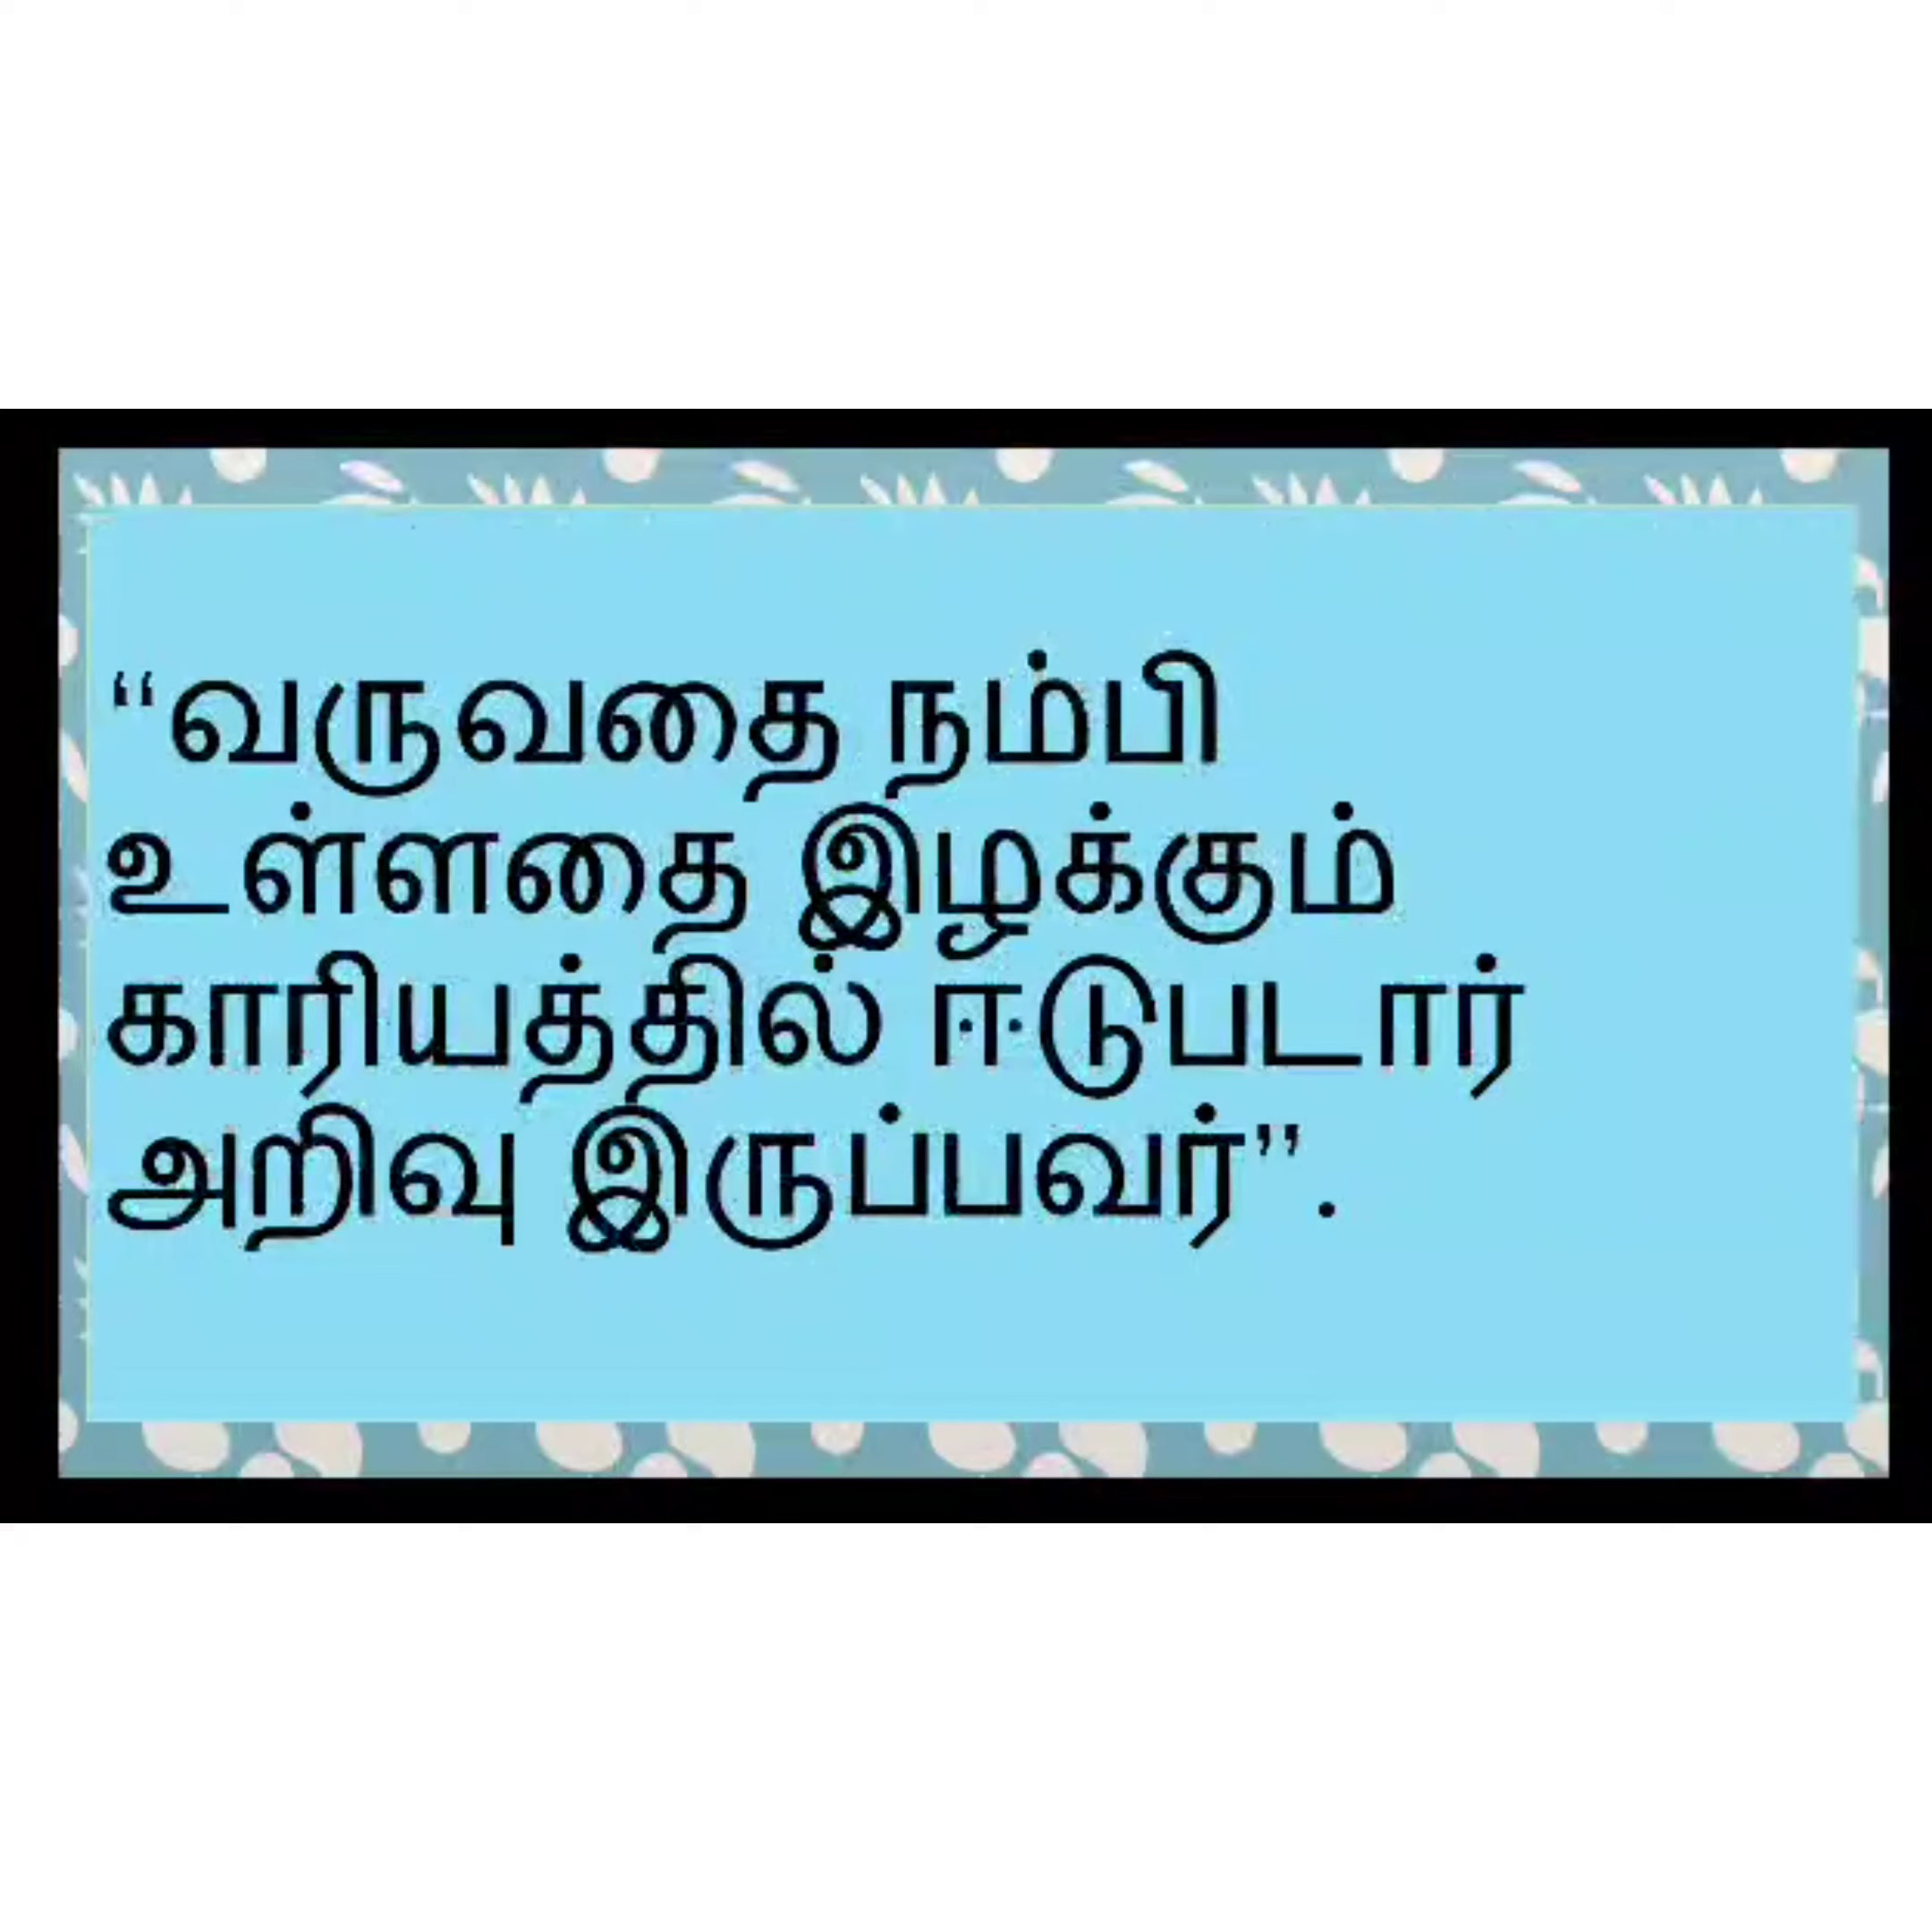 “வருவதை நம்பி
உள்ளதை இழக்கும்
காரியத்தில் ஈடுபடார்
அறிவு இருப்பவர்”.